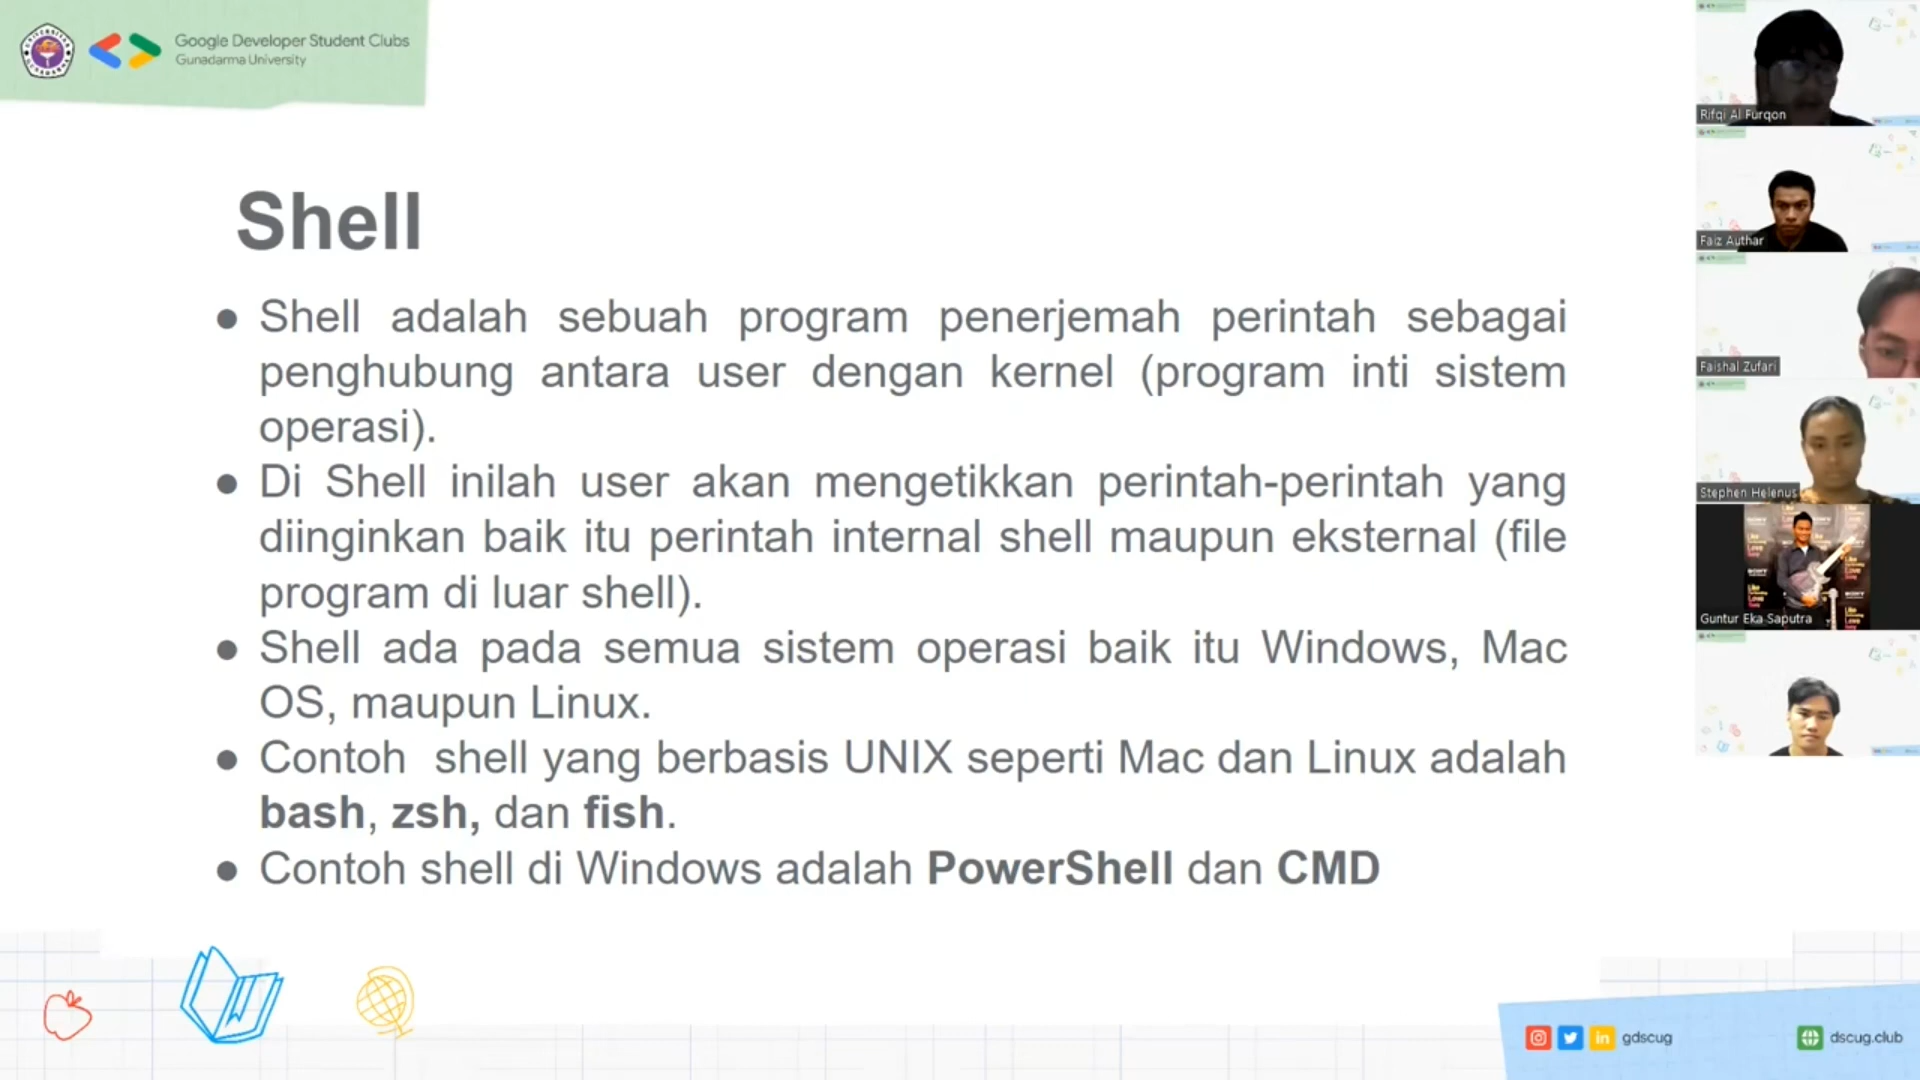 Google Developer Student Clubs
Gunadarma University
Shell
● Shell adalah sebuah program penerjemah perintah sebagai
penghubung antara user dengan kernel (program inti sistem
operasi).
● Di Shell inilah user akan mengetikkan perintah-perintah yang
diinginkan baik itu perintah internal shell maupun eksternal (file
program di luar shell).
● Shell ada pada semua sistem operasi baik itu Windows, Mac
OS, maupun Linux.
● Contoh shell yang berbasis UNIX seperti Mac dan Linux adalah
bash, zsh, dan fish.
● Contoh shell di Windows adalah PowerShell dan CMD
Rifqi Al Furqon
Faiz Authar
Faishal Zufari
Stephen Helenus
Guntur Eka Saputra
gdscug
dscug.club